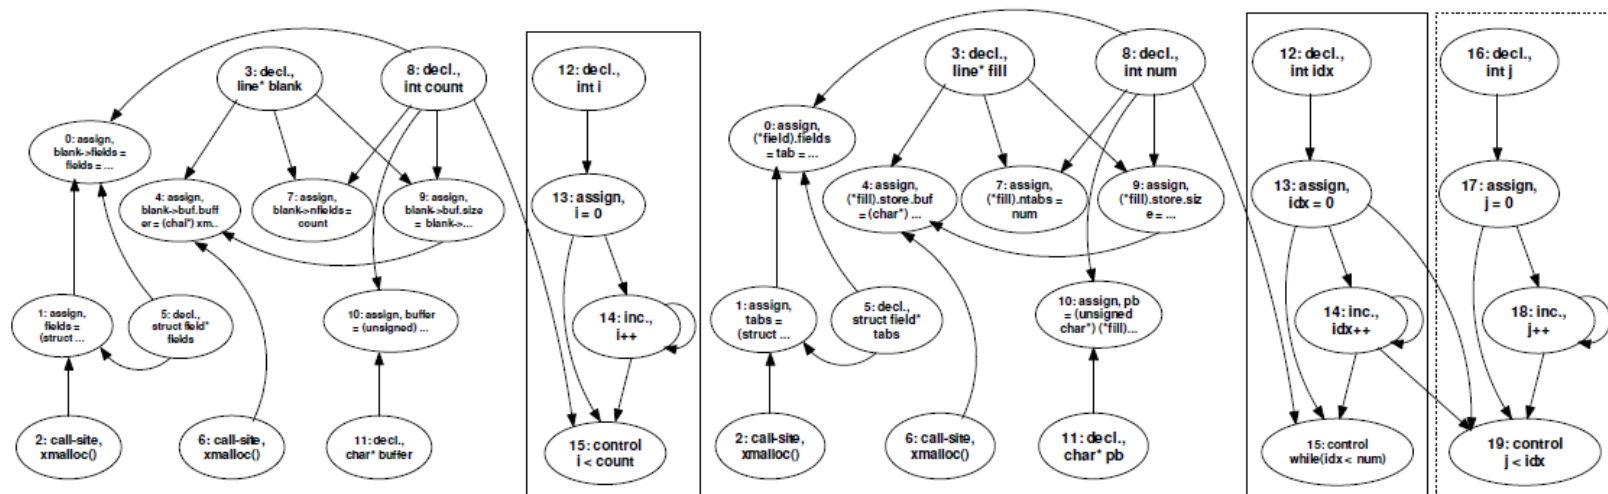 3: decl.,
line* blank
8: decl.,
int count
12: decl.,
int i
0: assign,
blank->fields =
fields = ...
4: assign,
blank->buf.buff
er = (char*) xm..
7: assign,
blank->nfields =
count
9: assign,
blank->buf.size
= blank->...
13: assign,
i = 0
1: assign,
fields =
(struct ...
5: decl.,
struct field*
fields
10: assign, buffer
= (unsigned) ...
14: inc.,
i++
2: call-site,
xmalloc()
6: call-site,
xmalloc()
11: decl.,
char* buffer
15: control
i < count
3: decl.,
line* fill
8: decl.,
int num
12: decl.,
int idx
16: decl.,
int j
0: assign,
(*field).fields
= tab = ...
4: assign,
(*fill).store.buf
= (char*) ...
7: assign,
(*fill).ntabs =
num
9: assign,
(*fill).store.siz
e = ...
13: assign,
idx = 0
17: assign,
j = 0
1: assign,
tabs =
(struct ...
5: decl.,
struct field*
tabs
10: assign, pb
= (unsigned
char*) (*fill)...
14: inc.,
idx++
18: inc.,
j++
2: call-site,
xmalloc()
6: call-site,
xmalloc()
11: decl.,
char* pb
15: control
while(idx < num)
19: control
j < idx